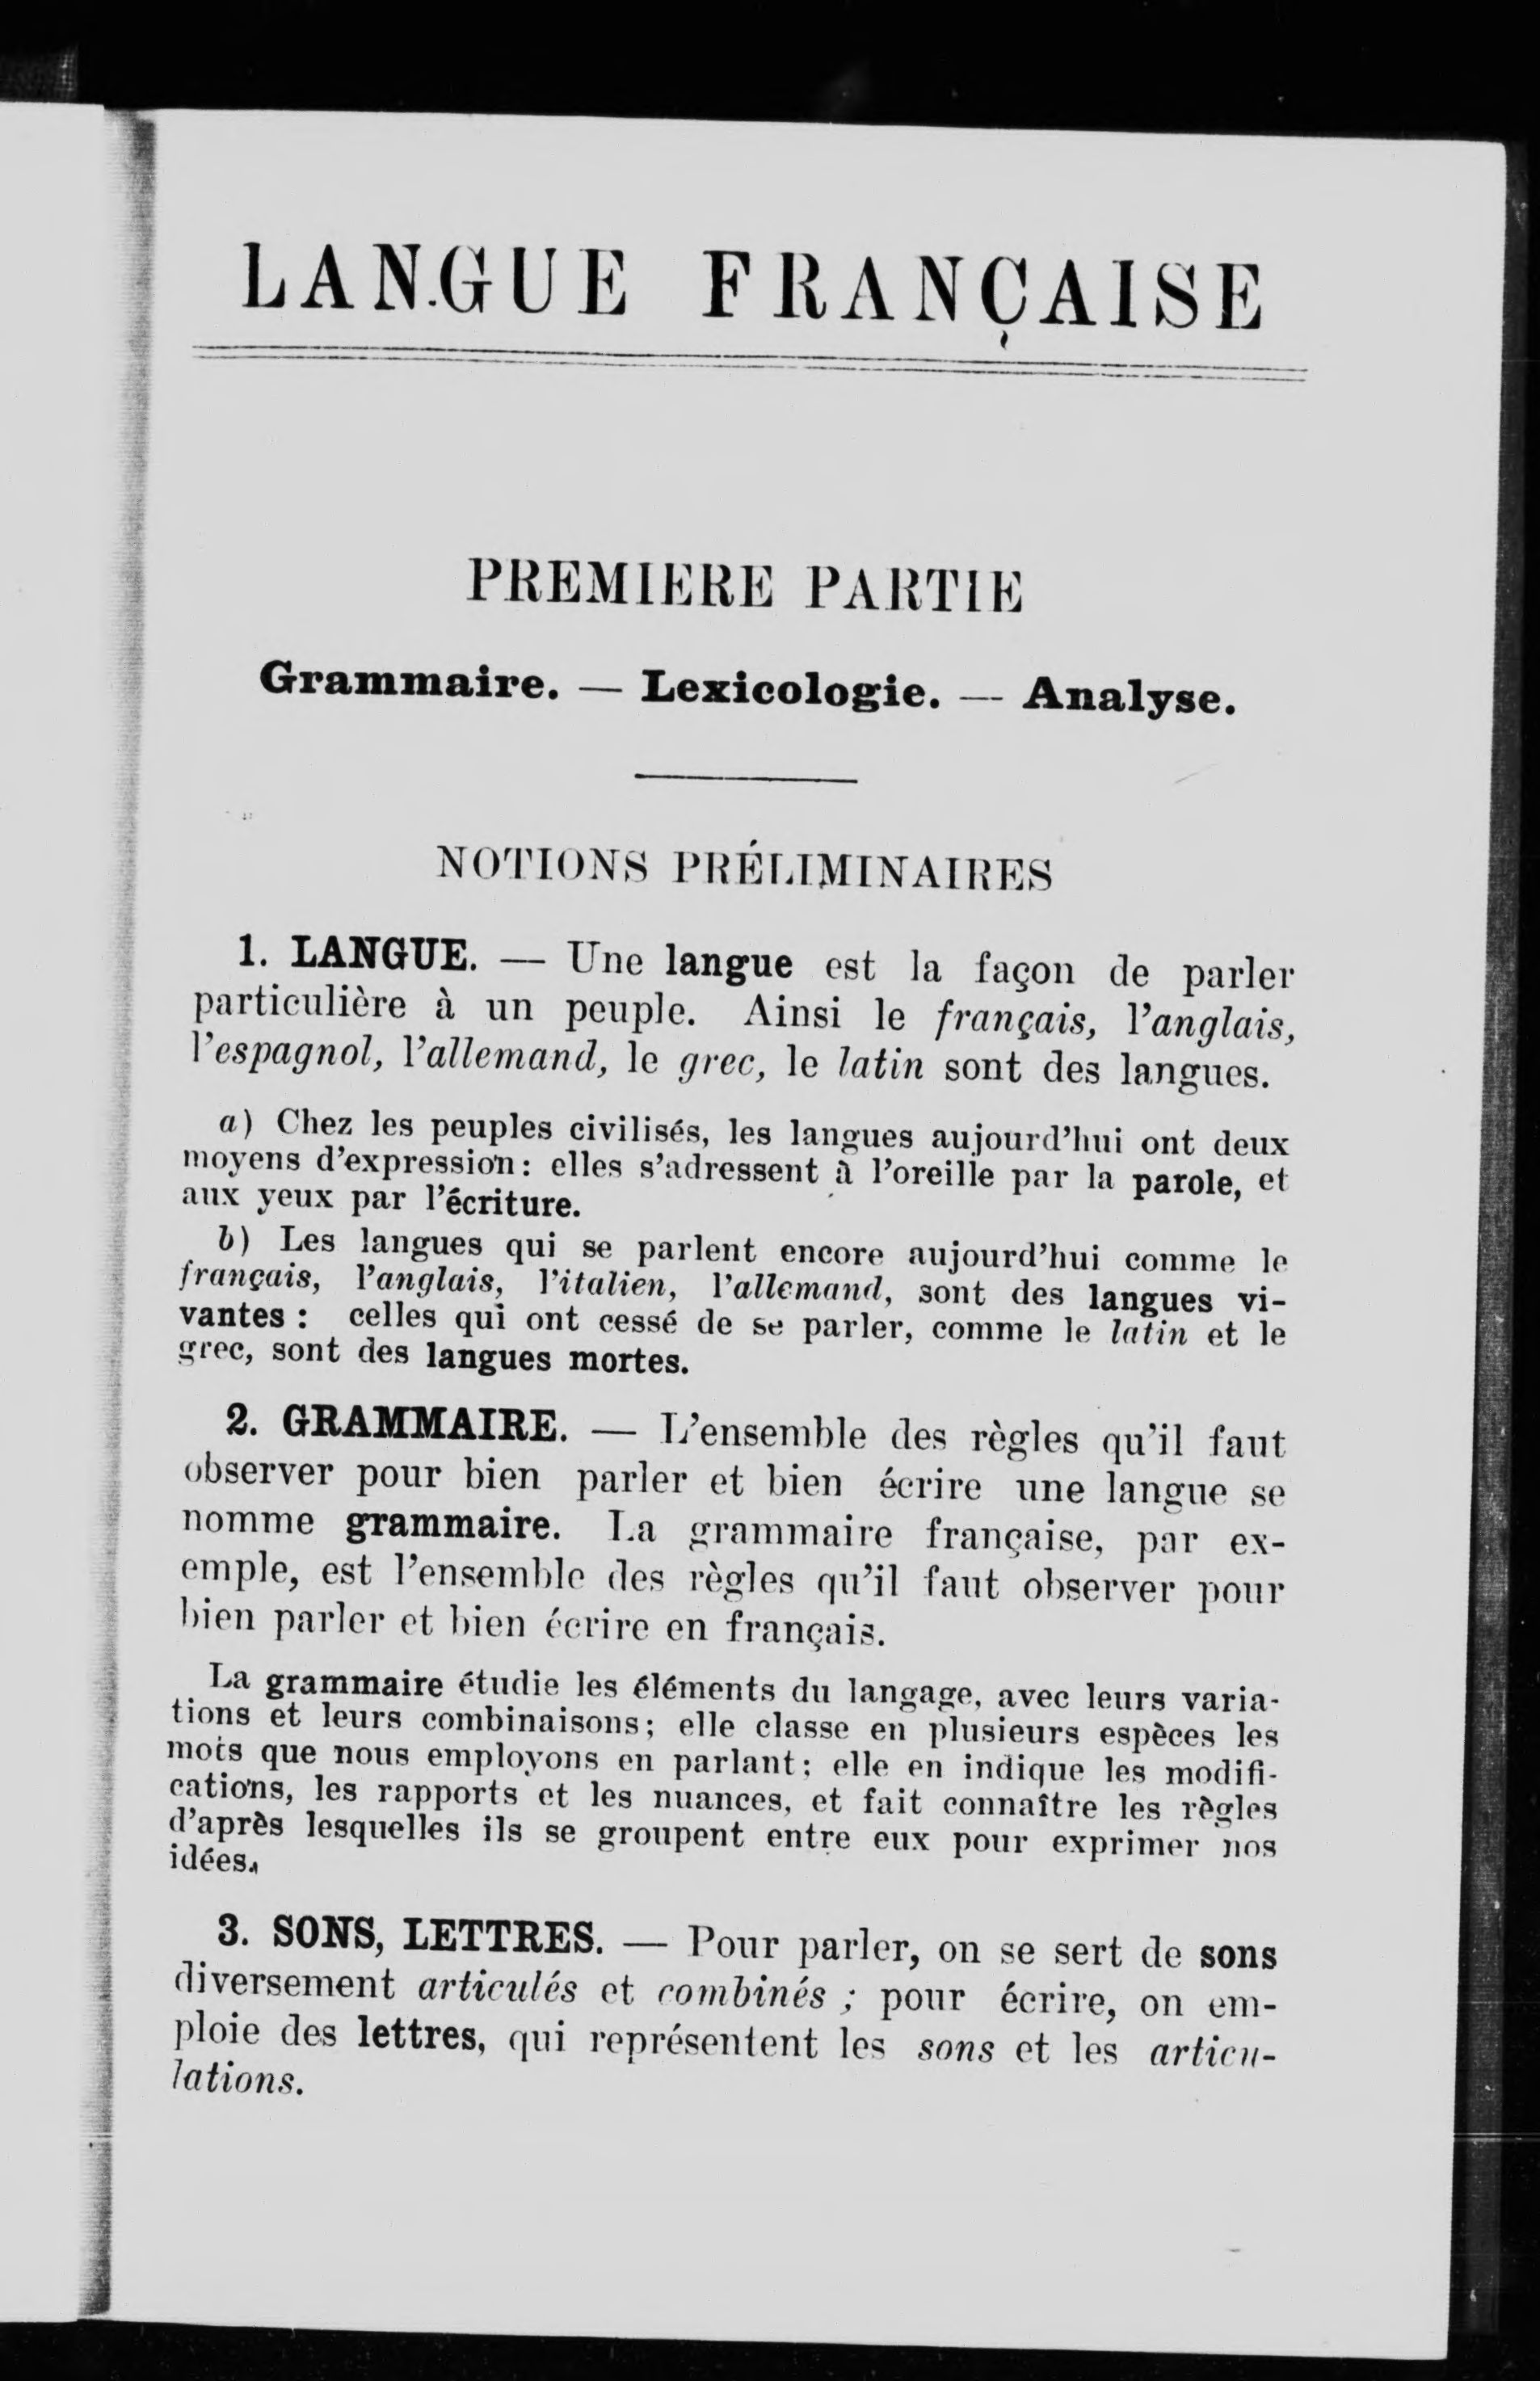 LANGUE FRANÇAISE
PREMIERE PARTIE
Grammaire. — Lexicologie. — Analyse.
NOTIONS PRÉLIMINAIRES
1. LANGUE. — Une langue est la façon de parler
particulière à un peuple. Ainsi le français, l'anglais,
l'espagnol, l'allemand, le grec, le latin sont des langues.
a) Chez les peuples civilisés, les langues aujourd'hui ont deux
moyens d'expression: elles s'adressent à l'oreille par la parole, et
aux yeux par l'écriture.
b) Les langues qui se parlent encore aujourd'hui comme le
français, l'anglais, l'italien, l'allemand, sont des langues vi-
vantes : celles qui ont cessé de se parler, comme le latin et le
grec, sont des langues mortes.
2. GRAMMAIRE. — L'ensemble des règles qu'il faut
observer pour bien parler et bien écrire une langue se
nomme grammaire. La grammaire française, par ex-
emple, est l'ensemble des règles qu'il faut observer pour
bien parler et bien écrire en français.
La grammaire étudie les éléments du langage, avec leurs varia-
tions et leurs combinaisons; elle classe en plusieurs espèces les
mots que nous employons en parlant; elle en indique les modifi-
cations, les rapports et les nuances, et fait connaître les règles
d'après lesquelles ils se groupent entre eux pour exprimer nos
idées.
3. SONS, LETTRES. — Pour parler, on se sert de sons
diversement articulés et combinés ; pour écrire, on em-
ploie des lettres, qui représentent les sons et les articu-
lations.